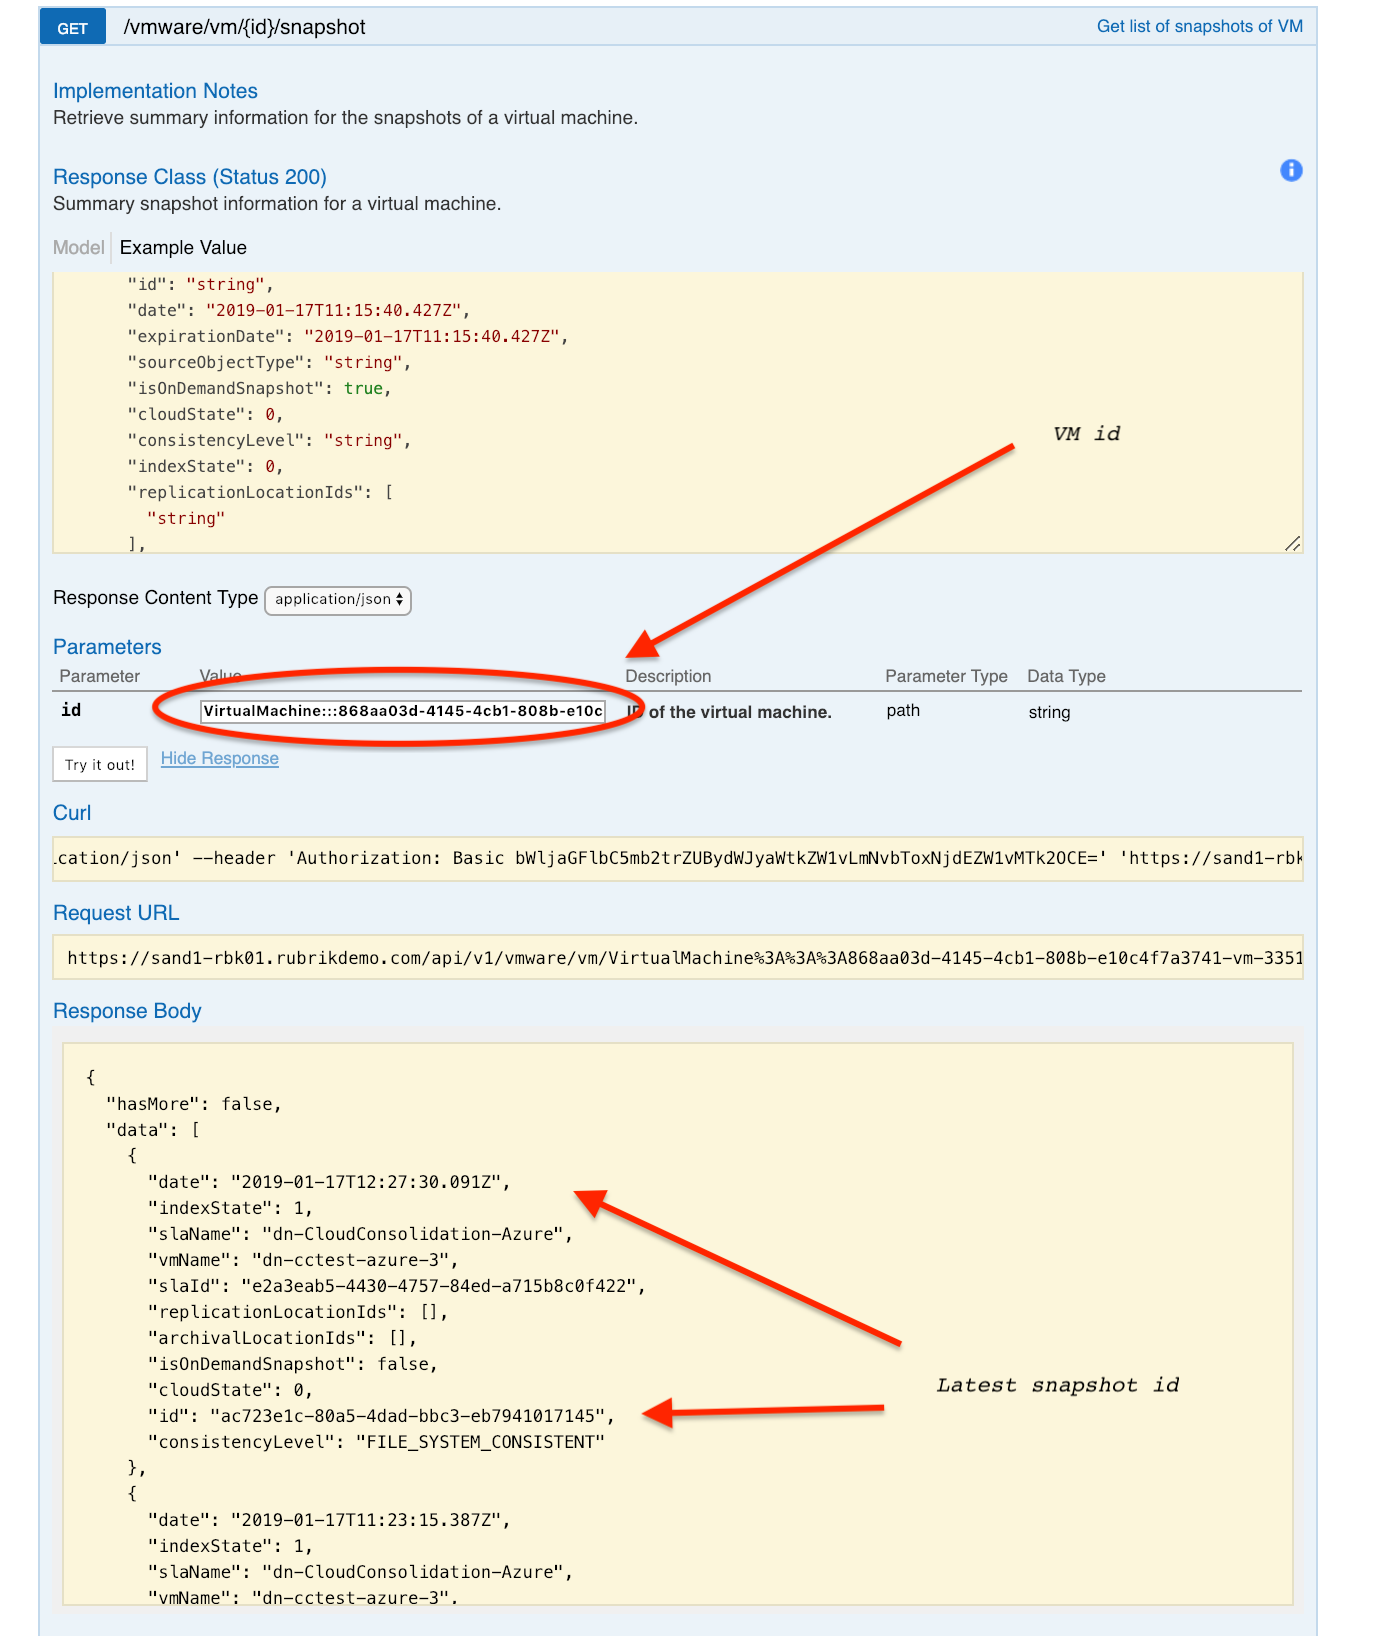 GET /vmware/vm/{id}/snapshot Get list of snapshots of VM
Implementation Notes
Retrieve summary information for the snapshots of a virtual machine.
Response Class (Status 200)
Summary snapshot information for a virtual machine.
Model Example Value
"id": "string",
"date": "2019-01-17T11:15:40.427Z",
"expirationDate": "2019-01-17T11:15:40.427Z",
"sourceObjectType": "string",
"isOnDemandSnapshot": true,
"cloudState": 0,
"consistencyLevel": "string",
"indexState": 0,
"replicationLocationIds": [
"string"
],
VM id
Response Content Type application/json
Parameters
Parameter Value Description Parameter Type Data Type
id VirtualMachine:::868aa03d-4145-4cb1-808b-e10c ID of the virtual machine. path string
Try it out! Hide Response
Curl
ication/json' --header 'Authorization: Basic bWljaGFlbC5mb2trZUBydWJyaWtkZW1vLmNvbToxNjdEZW1vMTk2OCE=' 'https://sand1-rbk
Request URL
https://sand1-rbk01.rubrikdemo.com/api/v1/vmware/vm/VirtualMachine%3A%3A%3A868aa03d-4145-4cb1-808b-e10c4f7a3741-vm-3351
Response Body
{
"hasMore": false,
"data": [
{
"date": "2019-01-17T12:27:30.091Z",
"indexState": 1,
"slaName": "dn-CloudConsolidation-Azure",
"vmName": "dn-cctest-azure-3",
"slaId": "e2a3eab5-4430-4757-84ed-a715b8c0f422",
"replicationLocationIds": [],
"archivalLocationIds": [],
"isOnDemandSnapshot": false,
"cloudState": 0,
Latest snapshot id
"id": "ac723e1c-80a5-4dad-bbc3-eb7941017145",
"consistencyLevel": "FILE_SYSTEM_CONSISTENT"
},
{
"date": "2019-01-17T11:23:15.387Z",
"indexState": 1,
"slaName": "dn-CloudConsolidation-Azure",
"vmName": "dn-cctest-azure-3",